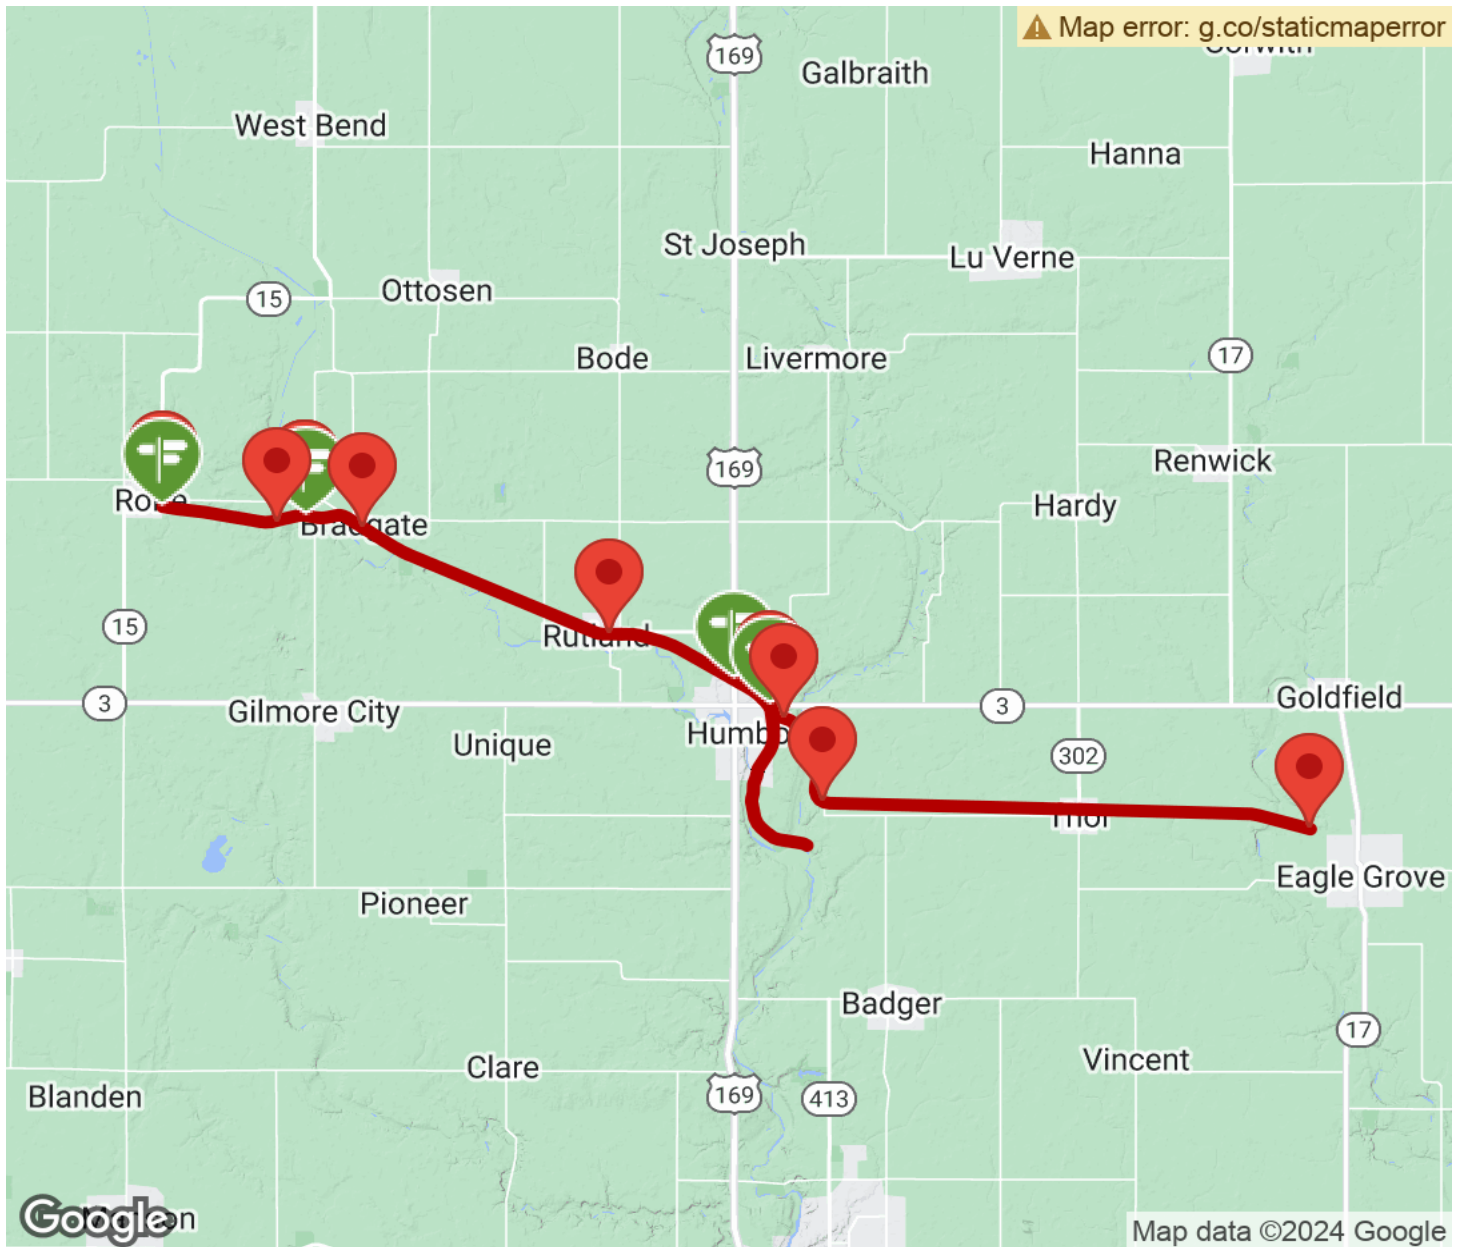 Map error: g.co/staticmaperror
169
Galbraith
West Bend
Hanna
St Joseph
Lu Verne
Ottosen
15
Bode
Livermore
17
Renwick
169
Hardy
15
Rutland
3
Gilmore City
Unique
3
Goldfield
302
Thor
Eagle Grove
Pioneer
Badger
17
Clare
Vincent
Blanden
169
413
Google
Map data ©2024 Google